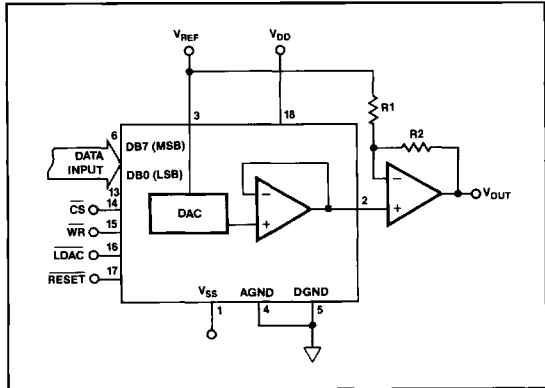 VREF
VDD
3
18
R1
R2
6
DB7 (MSB)
DATA
INPUT
DB0 (LSB)
13
14
CS
15
WR
16
LDAC
17
RESET
DAC
−
+
2
−
+
VOUT
VSS
AGND
DGND
1
4
5